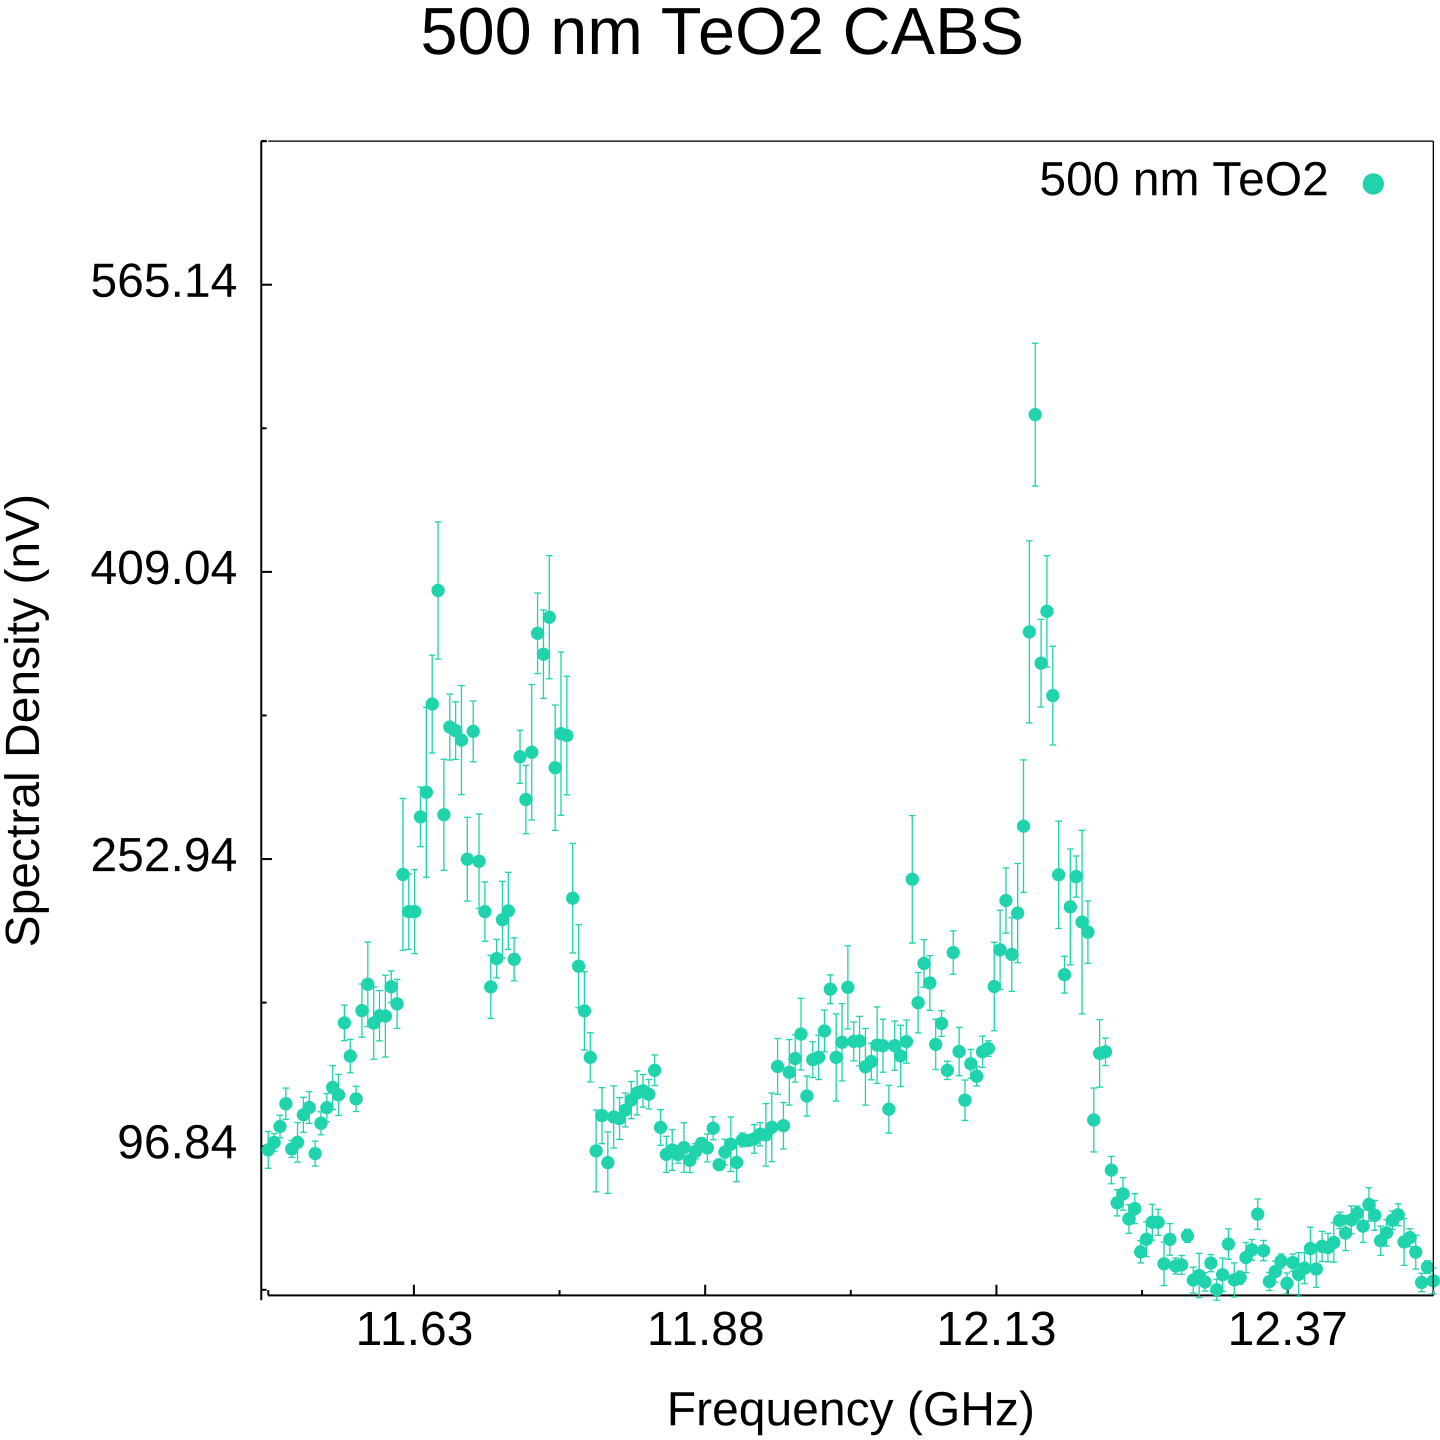 500 nm TeO2 CABS
500 nm TeO2
565.14
409.04
252.94
96.84
Spectral Density (nV)
11.63
11.88
12.13
12.37
Frequency (GHz)